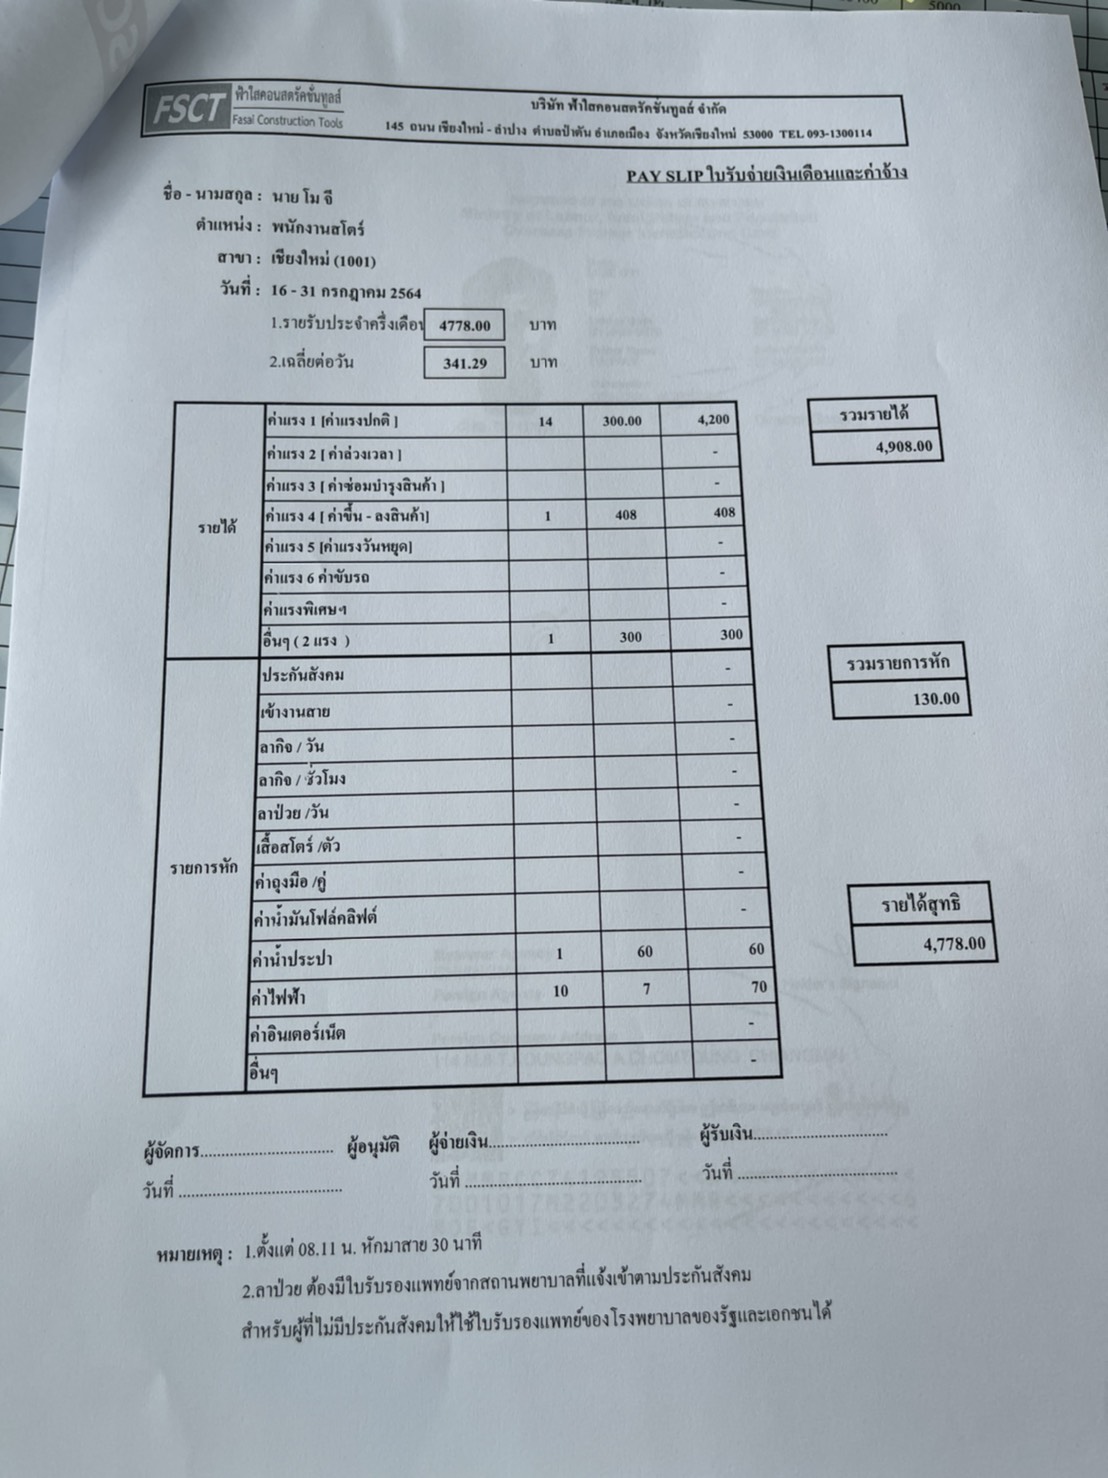 FSCT ฟ้าใสคอนสตรัคชั่นทูลส์
Fasai Construction Tools
บริษัท ฟ้าใสคอนสตรัคชั่นทูลส์ จำกัด
145 ถนน เชียงใหม่ - ลำปาง ตำบลป่าตัน อำเภอเมือง จังหวัดเชียงใหม่ 53000 TEL 093-1300114
PAY SLIP ใบรับจ่ายเงินเดือนและค่าจ้าง
ชื่อ - นามสกุล : นาย โม จี
ตำแหน่ง : พนักงานสโตร์
สาขา : เชียงใหม่ (1001)
วันที่ : 16 - 31 กรกฎาคม 2564
1.รายรับประจำครึ่งเดือน 4778.00 บาท
2.เฉลี่ยต่อวัน 341.29 บาท
รายได้
ค่าแรง 1 [ค่าแรงปกติ ] 14 300.00 4,200
ค่าแรง 2 [ ค่าล่วงเวลา ] -
ค่าแรง 3 [ ค่าซ่อมบำรุงสินค้า ] -
ค่าแรง 4 [ ค่าขึ้น - ลงสินค้า] 1 408 408
ค่าแรง 5 [ค่าแรงวันหยุด] -
ค่าแรง 6 ค่าขับรถ -
ค่าแรงพิเศษฯ -
อื่นๆ ( 2 แรง ) 1 300 300
รวมรายได้
4,908.00
รายการหัก
ประกันสังคม -
เข้างานสาย -
ลากิจ / วัน -
ลากิจ / ชั่วโมง -
ลาป่วย /วัน -
เสื้อสโตร์ /ตัว -
ค่าถุงมือ /คู่ -
ค่าน้ำมันโฟล์คลิฟต์ -
ค่าน้ำประปา 1 60 60
ค่าไฟฟ้า 10 7 70
ค่าอินเตอร์เน็ต -
อื่นๆ -
รวมรายการหัก
130.00
รายได้สุทธิ
4,778.00
ผู้จัดการ............................... ผู้อนุมัติ ผู้จ่ายเงิน.................................... ผู้รับเงิน................................
วันที่ ....................................... วันที่ .......................................... วันที่ ......................................
หมายเหตุ : 1.ตั้งแต่ 08.11 น. หักมาสาย 30 นาที
2.ลาป่วย ต้องมีใบรับรองแพทย์จากสถานพยาบาลที่แจ้งเข้าตามประกันสังคม
สำหรับผู้ที่ไม่มีประกันสังคมให้ใช้ใบรับรองแพทย์ของโรงพยาบาลของรัฐและเอกชนได้